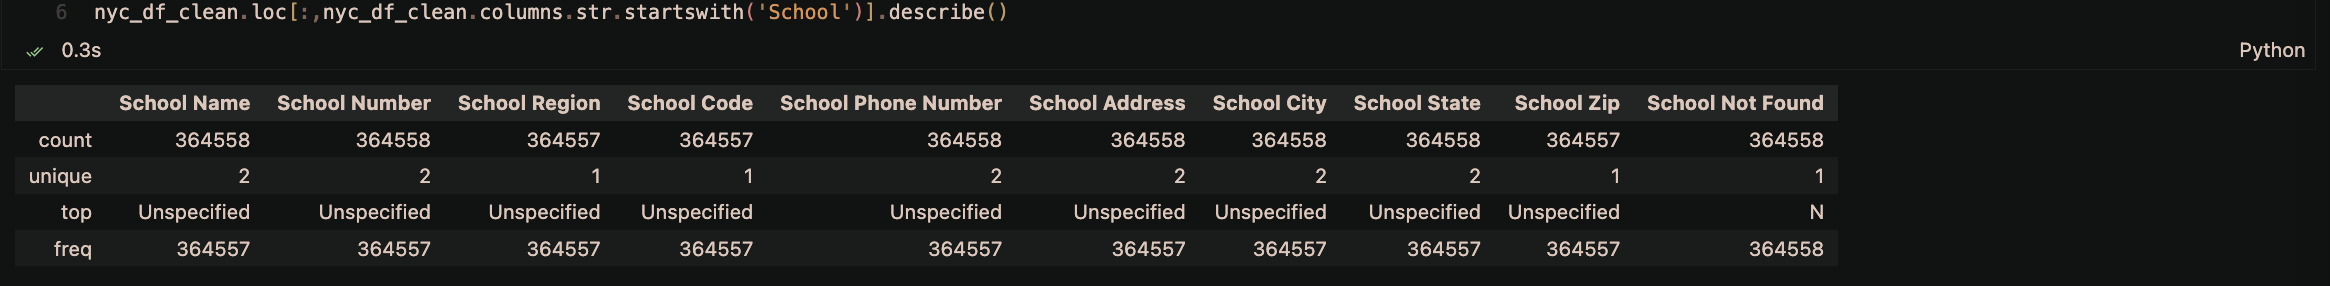 6 nyc_df_clean.loc[:,nyc_df_clean.columns.str.startswith('School')].describe()
0.3s Python
School Name School Number School Region School Code School Phone Number School Address School City School State School Zip School Not Found
count 364558 364558 364557 364557 364558 364558 364558 364558 364557 364558
unique 2 2 1 1 2 2 2 2 1 1
top Unspecified Unspecified Unspecified Unspecified Unspecified Unspecified Unspecified Unspecified Unspecified N
freq 364557 364557 364557 364557 364557 364557 364557 364557 364557 364558